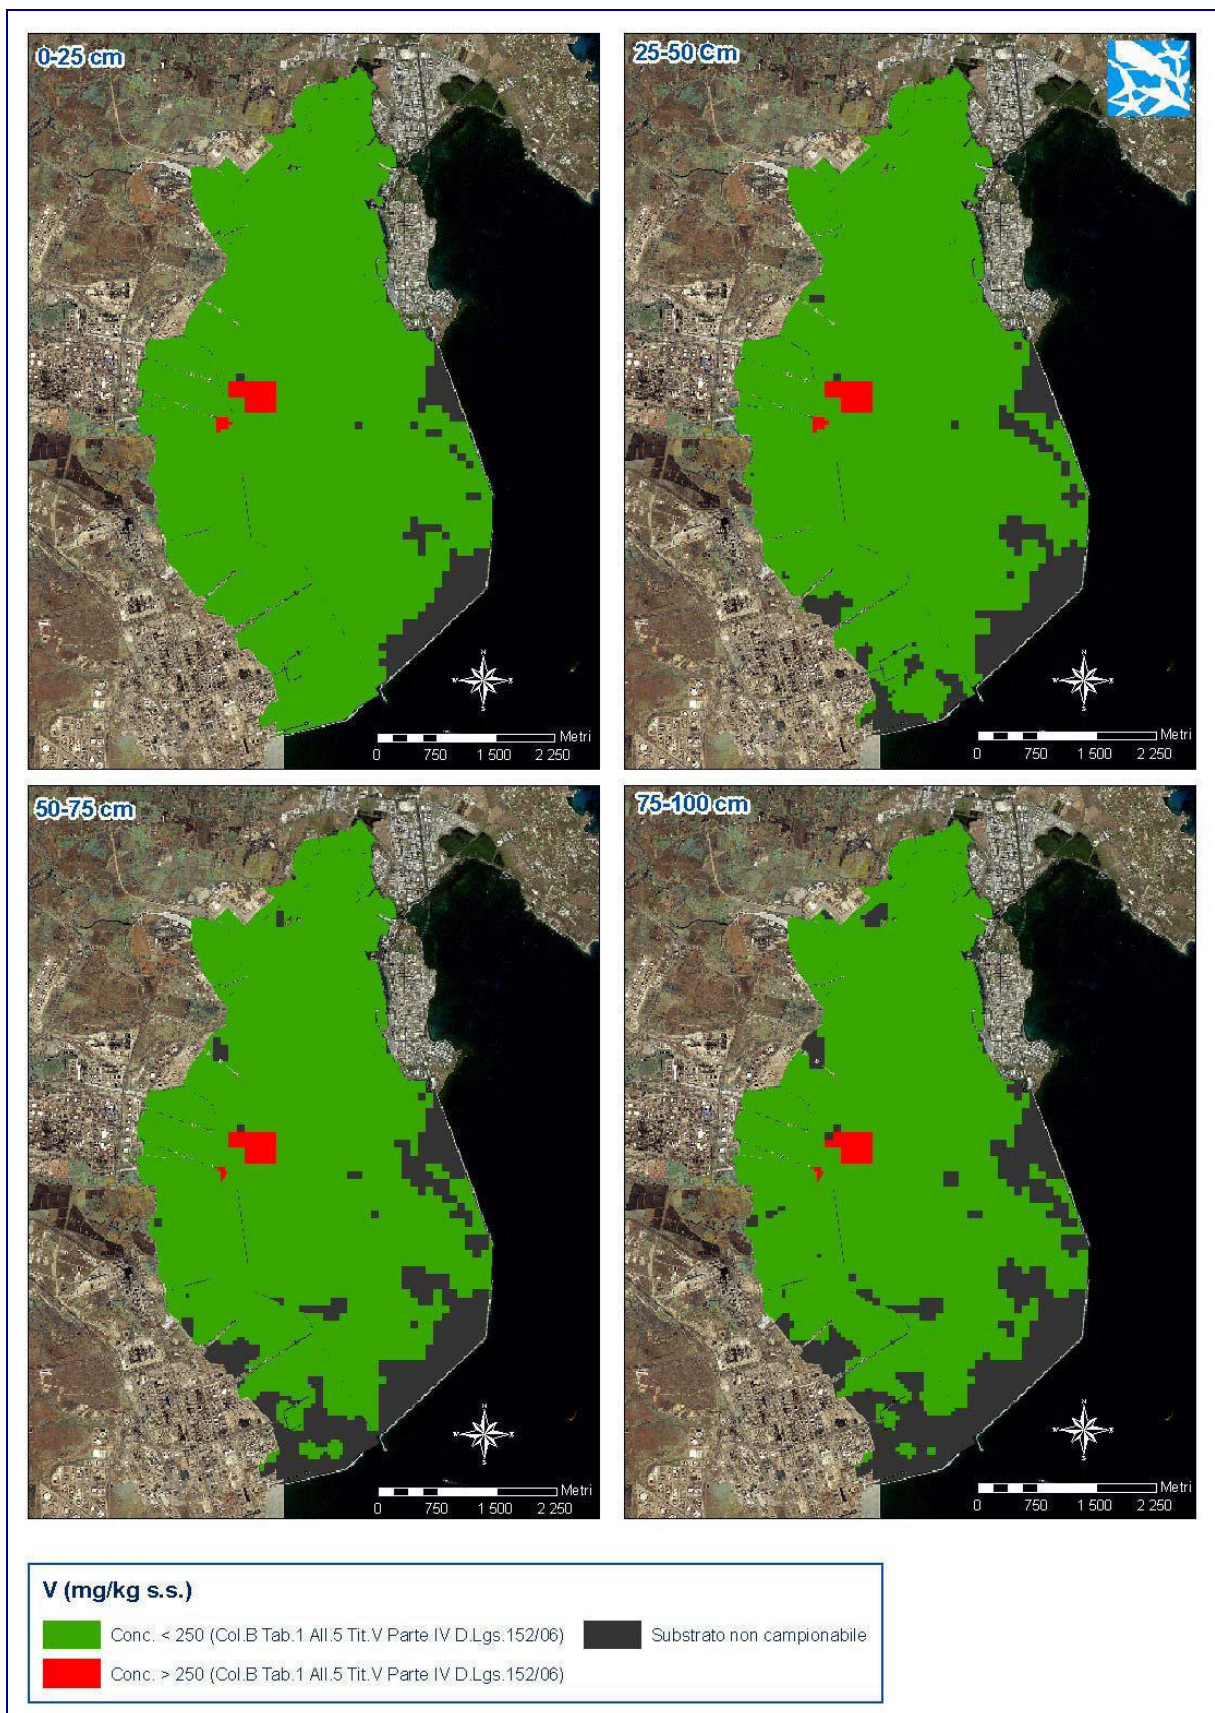 0-25 cm
25-50 Cm
N
W E
S
Metri
0 750 1 500 2 250
N
W E
S
Metri
0 750 1 500 2 250
50-75 cm
75-100 cm
N
W E
S
Metri
0 750 1 500 2 250
N
W E
S
Metri
0 750 1 500 2 250
V (mg/kg s.s.)
Conc. < 250 (Col.B Tab.1 All.5 Tit.V Parte IV D.Lgs.152/06)
Substrato non campionabile
Conc. > 250 (Col.B Tab.1 All.5 Tit.V Parte IV D.Lgs.152/06)